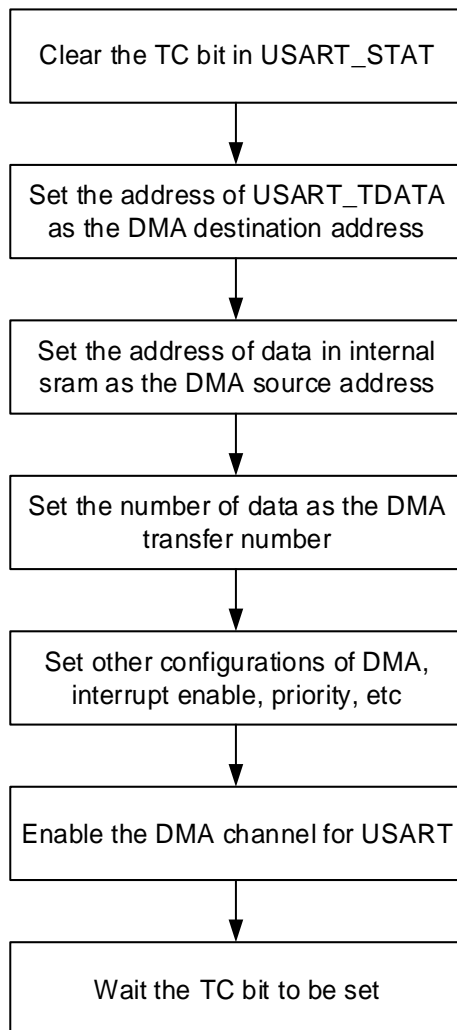 Clear the TC bit in USART_STAT
Set the address of USART_TDATA
as the DMA destination address
Set the address of data in internal
sram as the DMA source address
Set the number of data as the DMA
transfer number
Set other configurations of DMA,
interrupt enable, priority, etc
Enable the DMA channel for USART
Wait the TC bit to be set